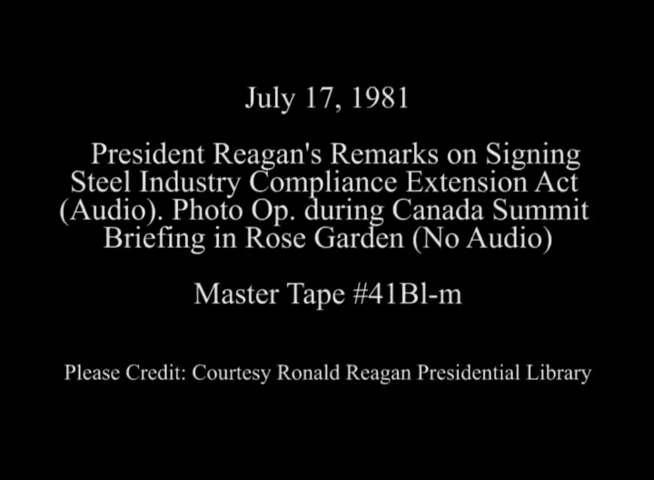 July 17, 1981
President Reagan's Remarks on Signing
Steel Industry Compliance Extension Act
(Audio). Photo Op. during Canada Summit
Briefing in Rose Garden (No Audio)
Master Tape #41Bl-m
Please Credit: Courtesy Ronald Reagan Presidential Library